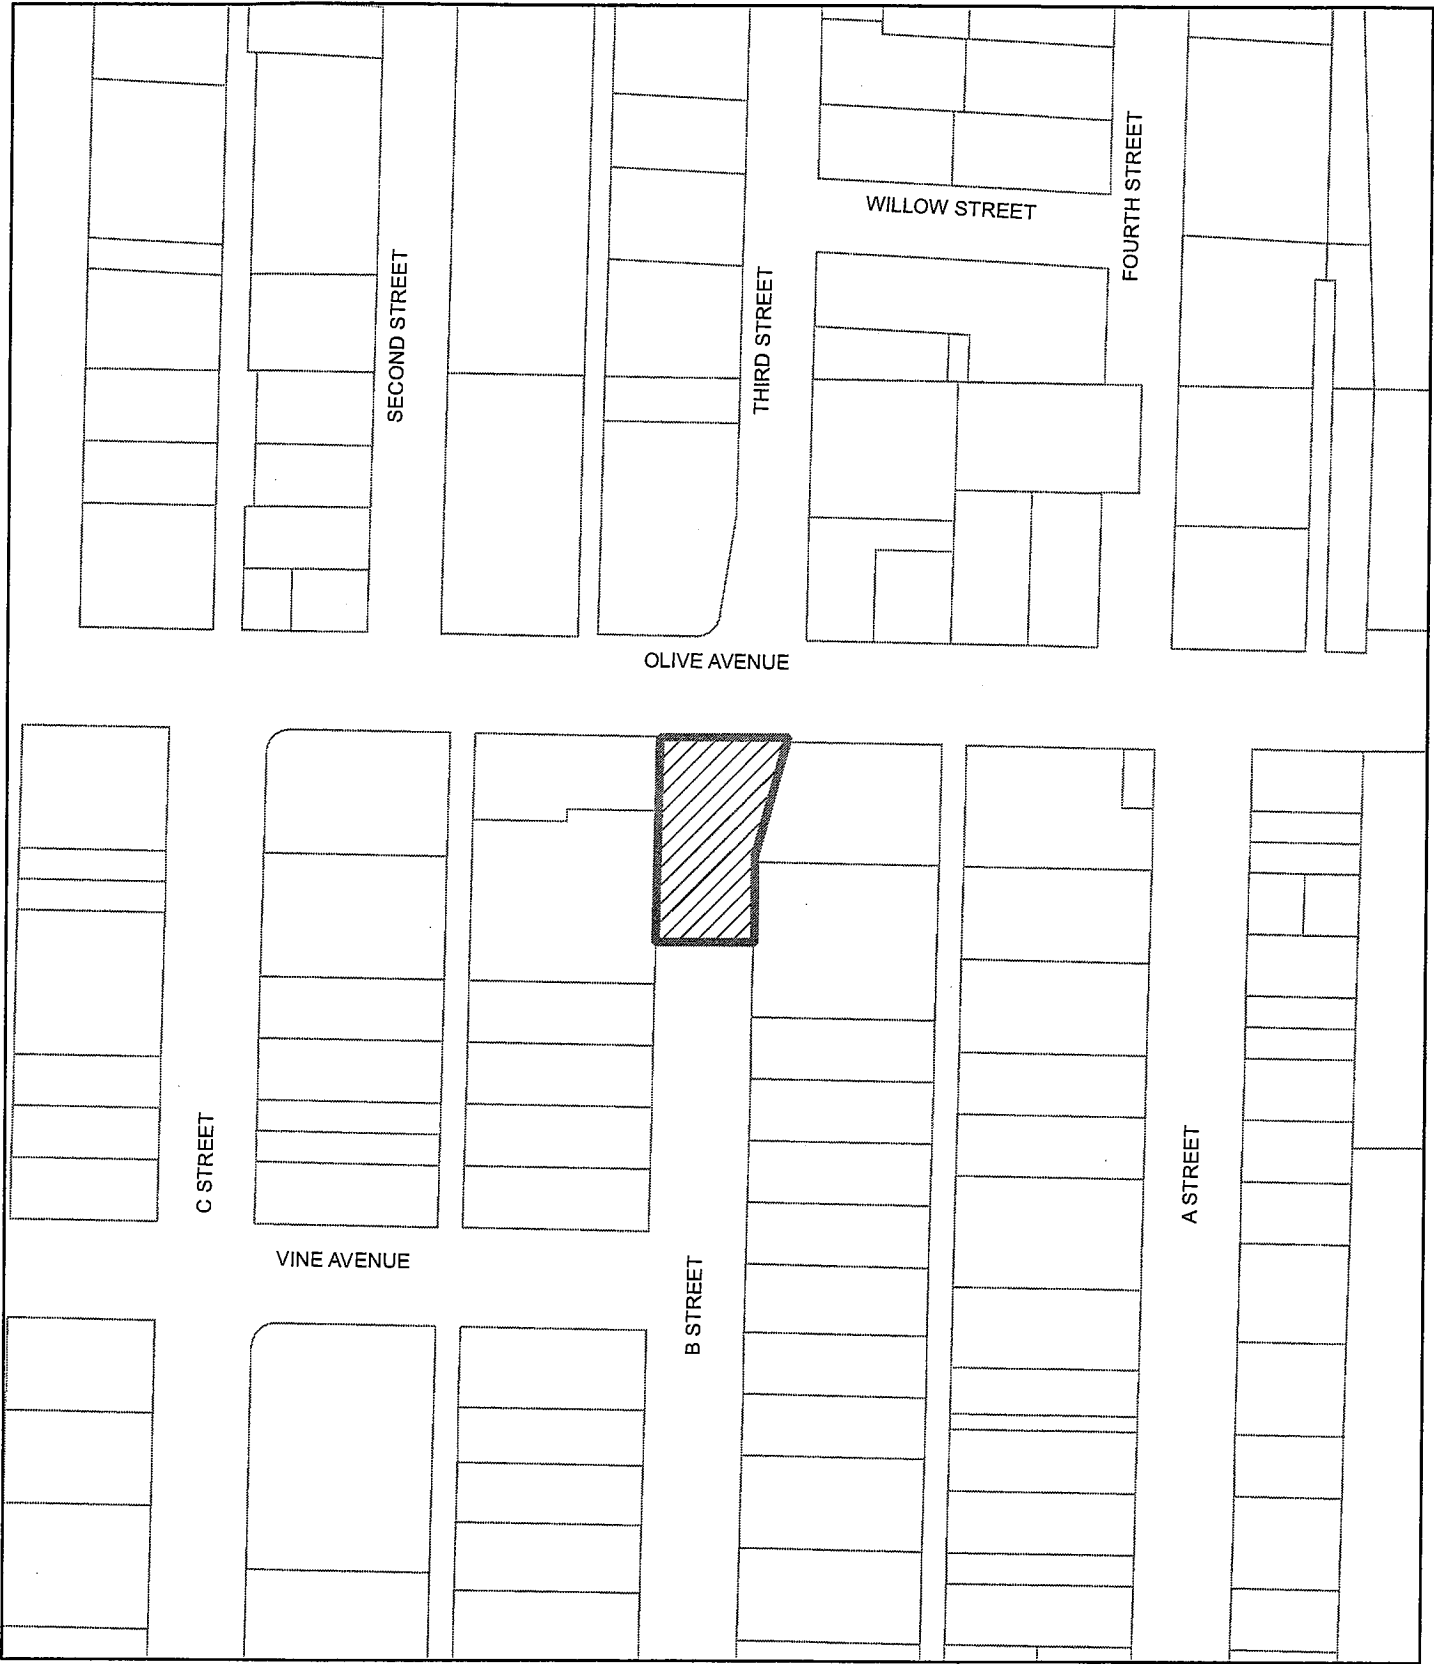 WILLOW STREET
FOURTH STREET
SECOND STREET
THIRD STREET
OLIVE AVENUE
C STREET
A STREET
VINE AVENUE
B STREET